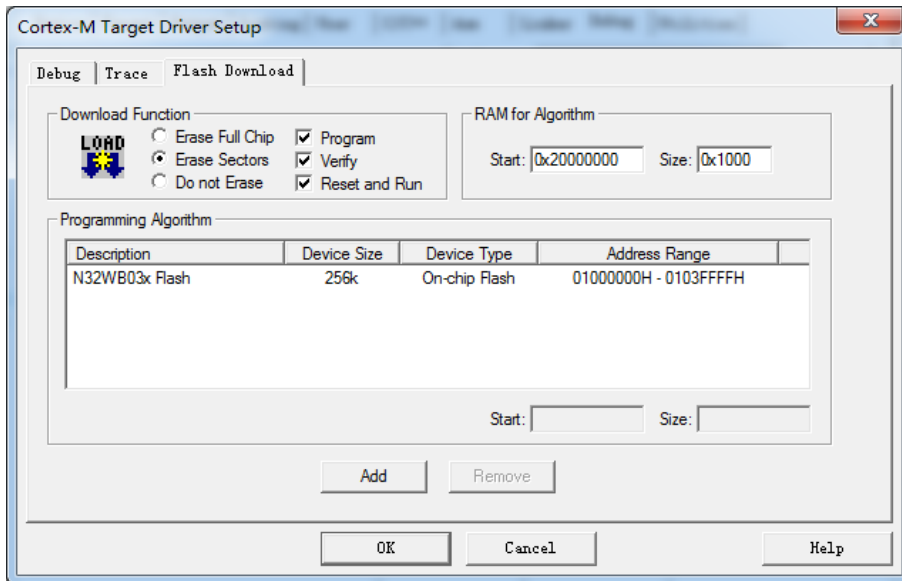 Cortex-M Target Driver Setup
Debug Trace Flash Download
Download Function
LOAD
Erase Full Chip
Erase Sectors
Do not Erase
Program
Verify
Reset and Run
RAM for Algorithm
Start: 0x20000000 Size: 0x1000
Programming Algorithm
Description Device Size Device Type Address Range
N32WB03x Flash 256k On-chip Flash 01000000H - 0103FFFFH
Start: Size:
Add Remove
OK Cancel Help